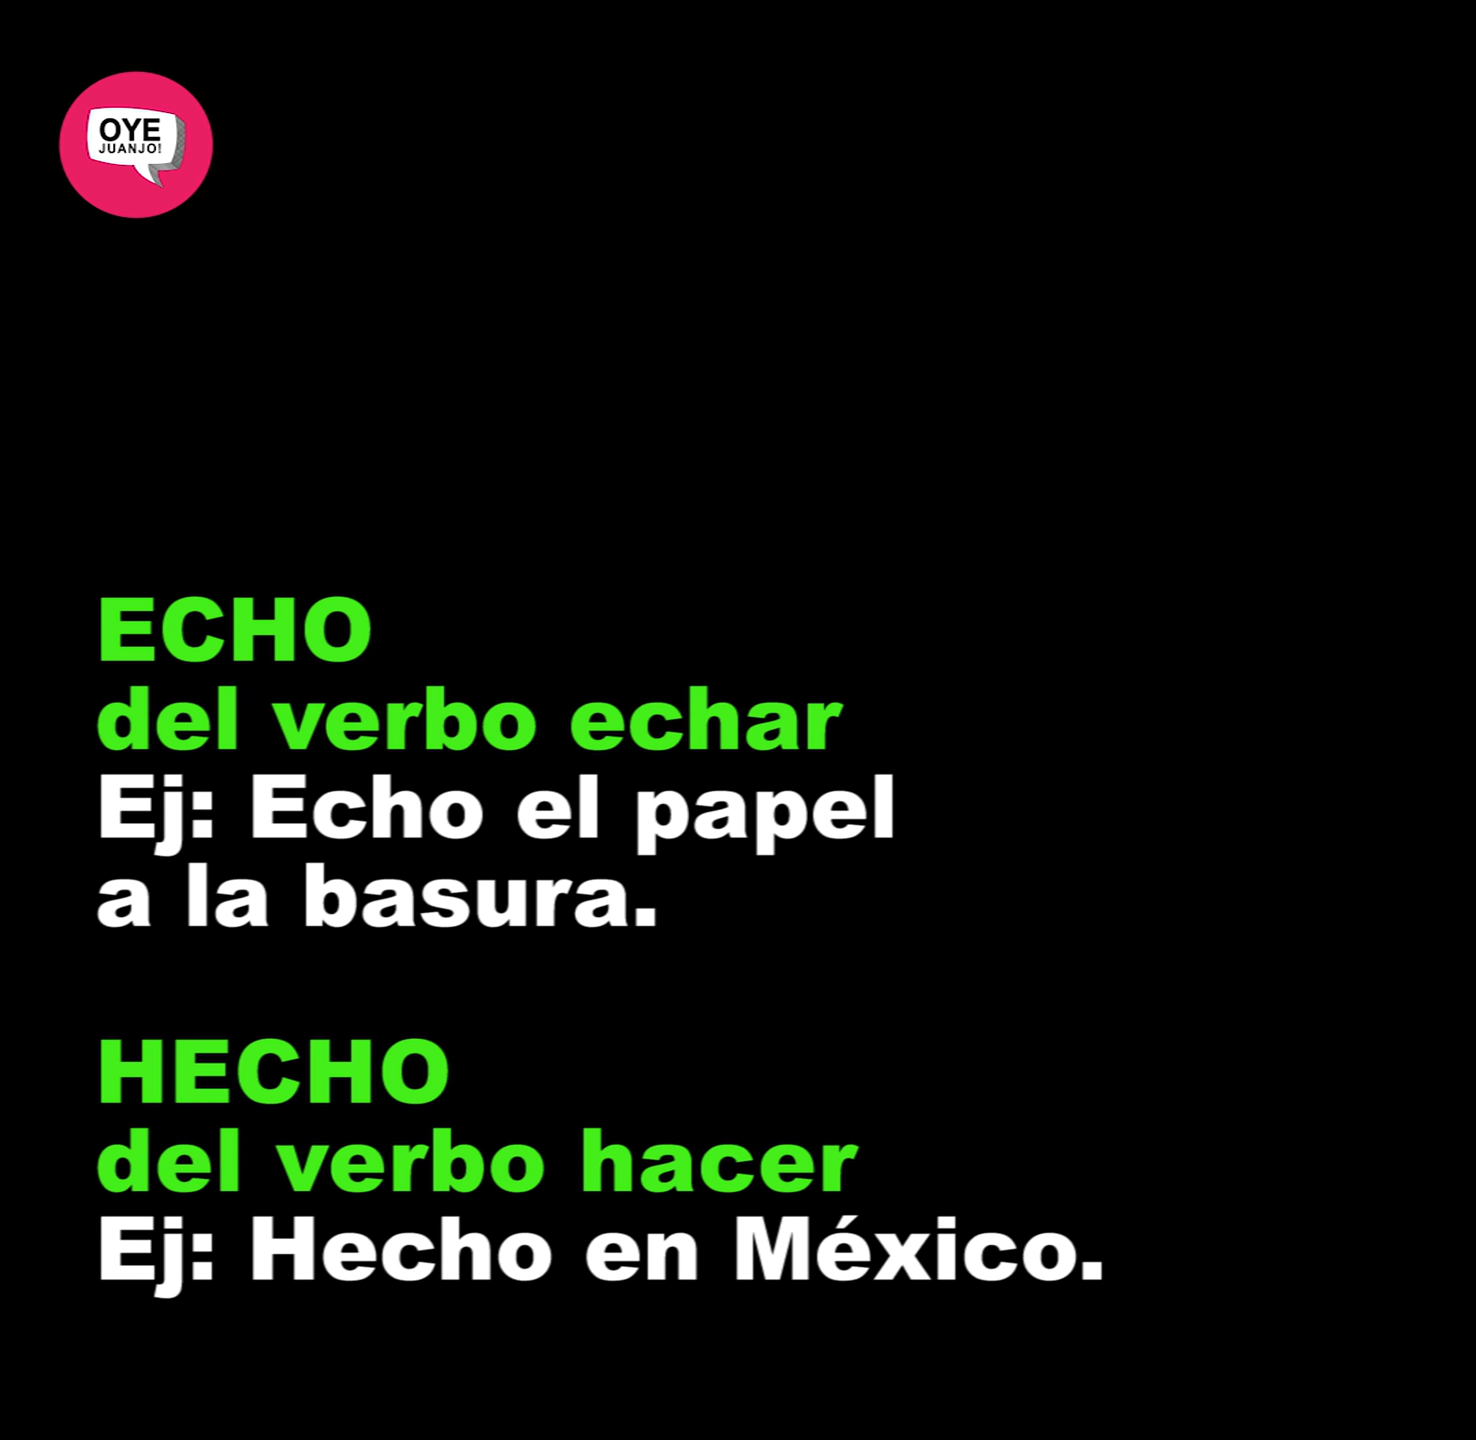 OYE
JUANJO!
ECHO
del verbo echar
Ej: Echo el papel
a la basura.
HECHO
del verbo hacer
Ej: Hecho en México.